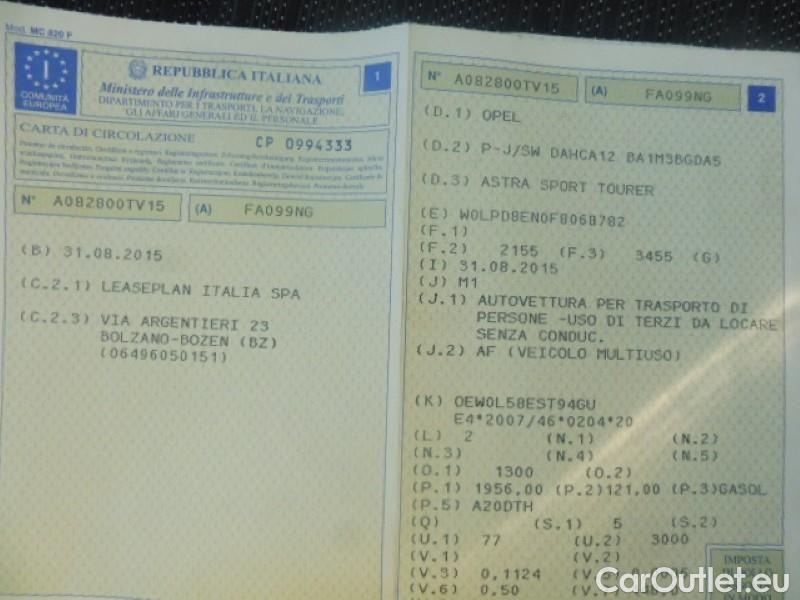 Mod. MC 820 F
I
COMUNITÀ
EUROPEA
REPUBBLICA ITALIANA
Ministero delle Infrastrutture e dei Trasporti
DIPARTIMENTO PER I TRASPORTI, LA NAVIGAZIONE,
GLI AFFARI GENERALI ED IL PERSONALE
1
CARTA DI CIRCOLAZIONE CP 0994333
N° A082800TV15 (A) FA099NG
(B) 31.08.2015
(C.2.1) LEASEPLAN ITALIA SPA
(C.2.3) VIA ARGENTIERI 23
BOLZANO-BOZEN (BZ)
(06496050151)
N° A082800TV15 (A) FA099NG 2
(D.1) OPEL
(D.2) P-J/SW DAHCA12 BA1M3BGDA5
(D.3) ASTRA SPORT TOURER
(E) W0LPD8EN0F8068782
(F.1)
(F.2) 2155 (F.3) 3455 (G)
(I) 31.08.2015
(J) M1
(J.1) AUTOVETTURA PER TRASPORTO DI
PERSONE -USO DI TERZI DA LOCARE
SENZA CONDUC.
(J.2) AF (VEICOLO MULTIUSO)
(K) OEW0L58EST94GU
E4*2007/46*0204*20
(L) 2 (N.1) (N.2)
(N.3) (N.4) (N.5)
(O.1) 1300 (O.2)
(P.1) 1956,00 (P.2)121,00 (P.3)GASOL
(P.5) A20DTH
(Q) (S.1) 5 (S.2)
(U.1) 77 (U.2) 3000
(V.1) (V.2)
(V.3) 0,1124
(V.6) 0,50
IMPOSTA
CarOutlet.eu